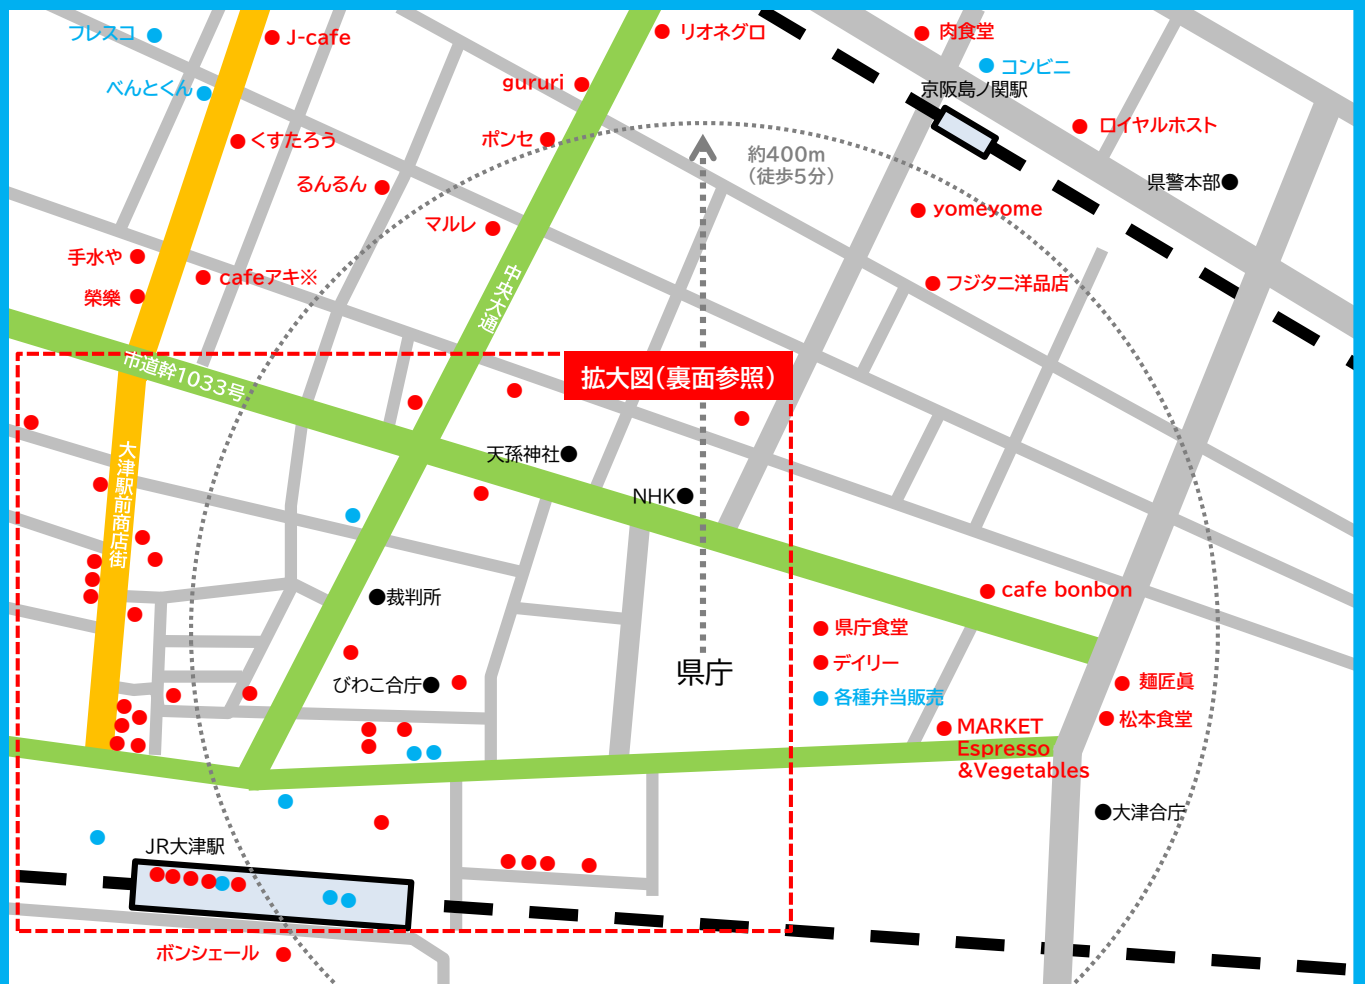 フレスコ
J-cafe
リオネグロ
肉食堂
コンビニ
べんとくん
gururi
京阪島ノ関駅
くすたろう
ポンセ
ロイヤルホスト
約400m
(徒歩5分)
るんるん
県警本部
マルレ
yomeyome
手水や
cafeアキ※
フジタニ洋品店
榮樂
中央大通
市道幹1033号
拡大図(裏面参照)
大津駅前商店街
天孫神社
NHK
裁判所
cafe bonbon
県庁食堂
デイリー
各種弁当販売
県庁
びわこ合庁
麺匠眞
松本食堂
MARKET
Espresso
&Vegetables
大津合庁
JR大津駅
ボンシェール